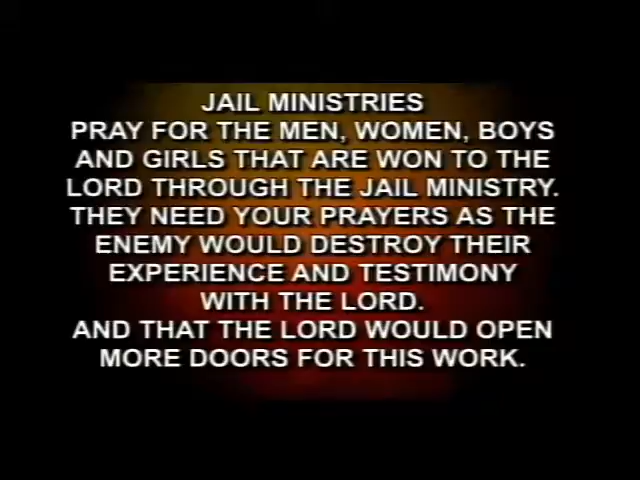 JAIL MINISTRIES
PRAY FOR THE MEN, WOMEN, BOYS
AND GIRLS THAT ARE WON TO THE
LORD THROUGH THE JAIL MINISTRY.
THEY NEED YOUR PRAYERS AS THE
ENEMY WOULD DESTROY THEIR
EXPERIENCE AND TESTIMONY
WITH THE LORD.
AND THAT THE LORD WOULD OPEN
MORE DOORS FOR THIS WORK.